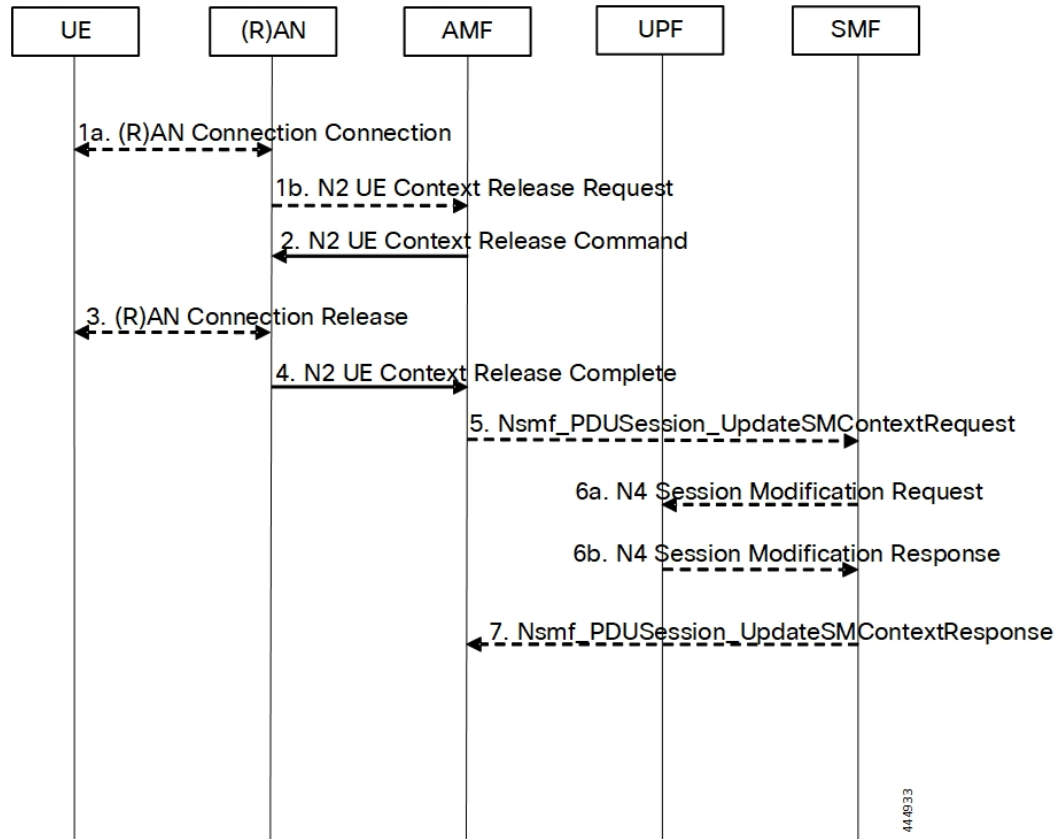 UE
(R)AN
AMF
UPF
SMF
1a. (R)AN Connection Connection
1b. N2 UE Context Release Request
2. N2 UE Context Release Command
3. (R)AN Connection Release
4. N2 UE Context Release Complete
5. Nsmf_PDUSession_UpdateSMContextRequest
6a. N4 Session Modification Request
6b. N4 Session Modification Response
7. Nsmf_PDUSession_UpdateSMContextResponse
444933